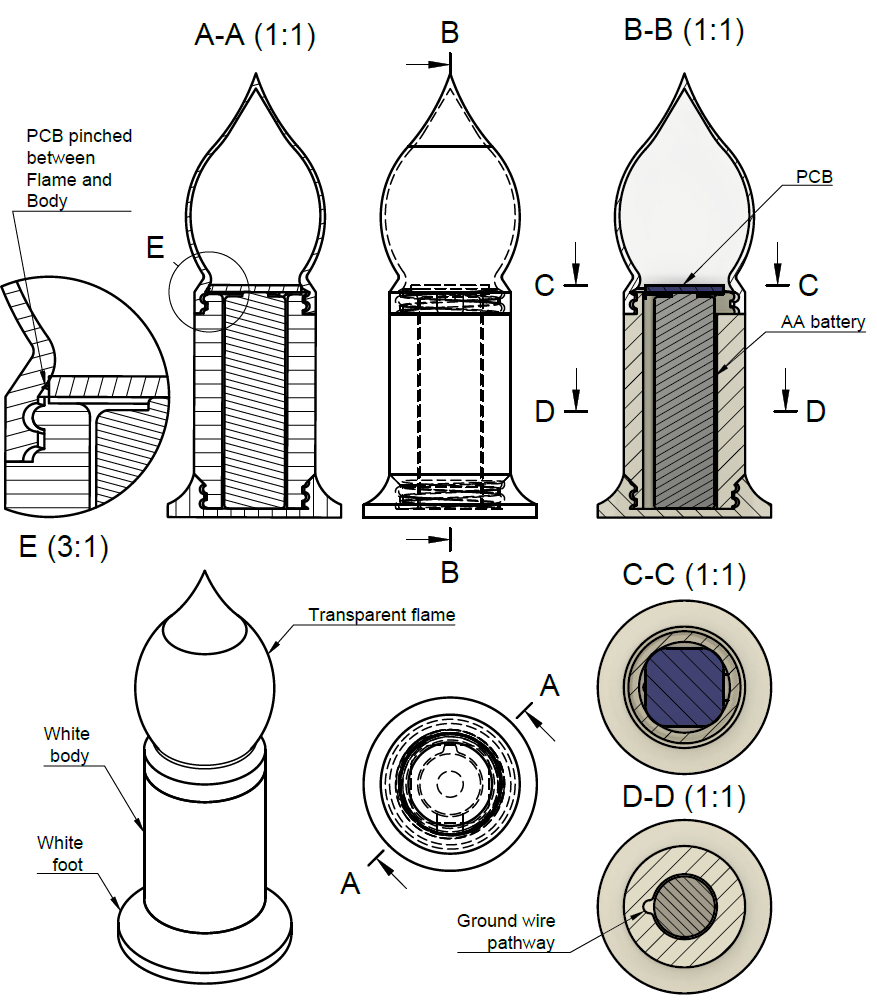 A-A (1:1)
B
B-B (1:1)
PCB pinched
between
Flame and
Body
PCB
E
C
C
AA battery
D
D
E (3:1)
B
C-C (1:1)
Transparent flame
A
White
body
D-D (1:1)
White
foot
A
Ground wire
pathway